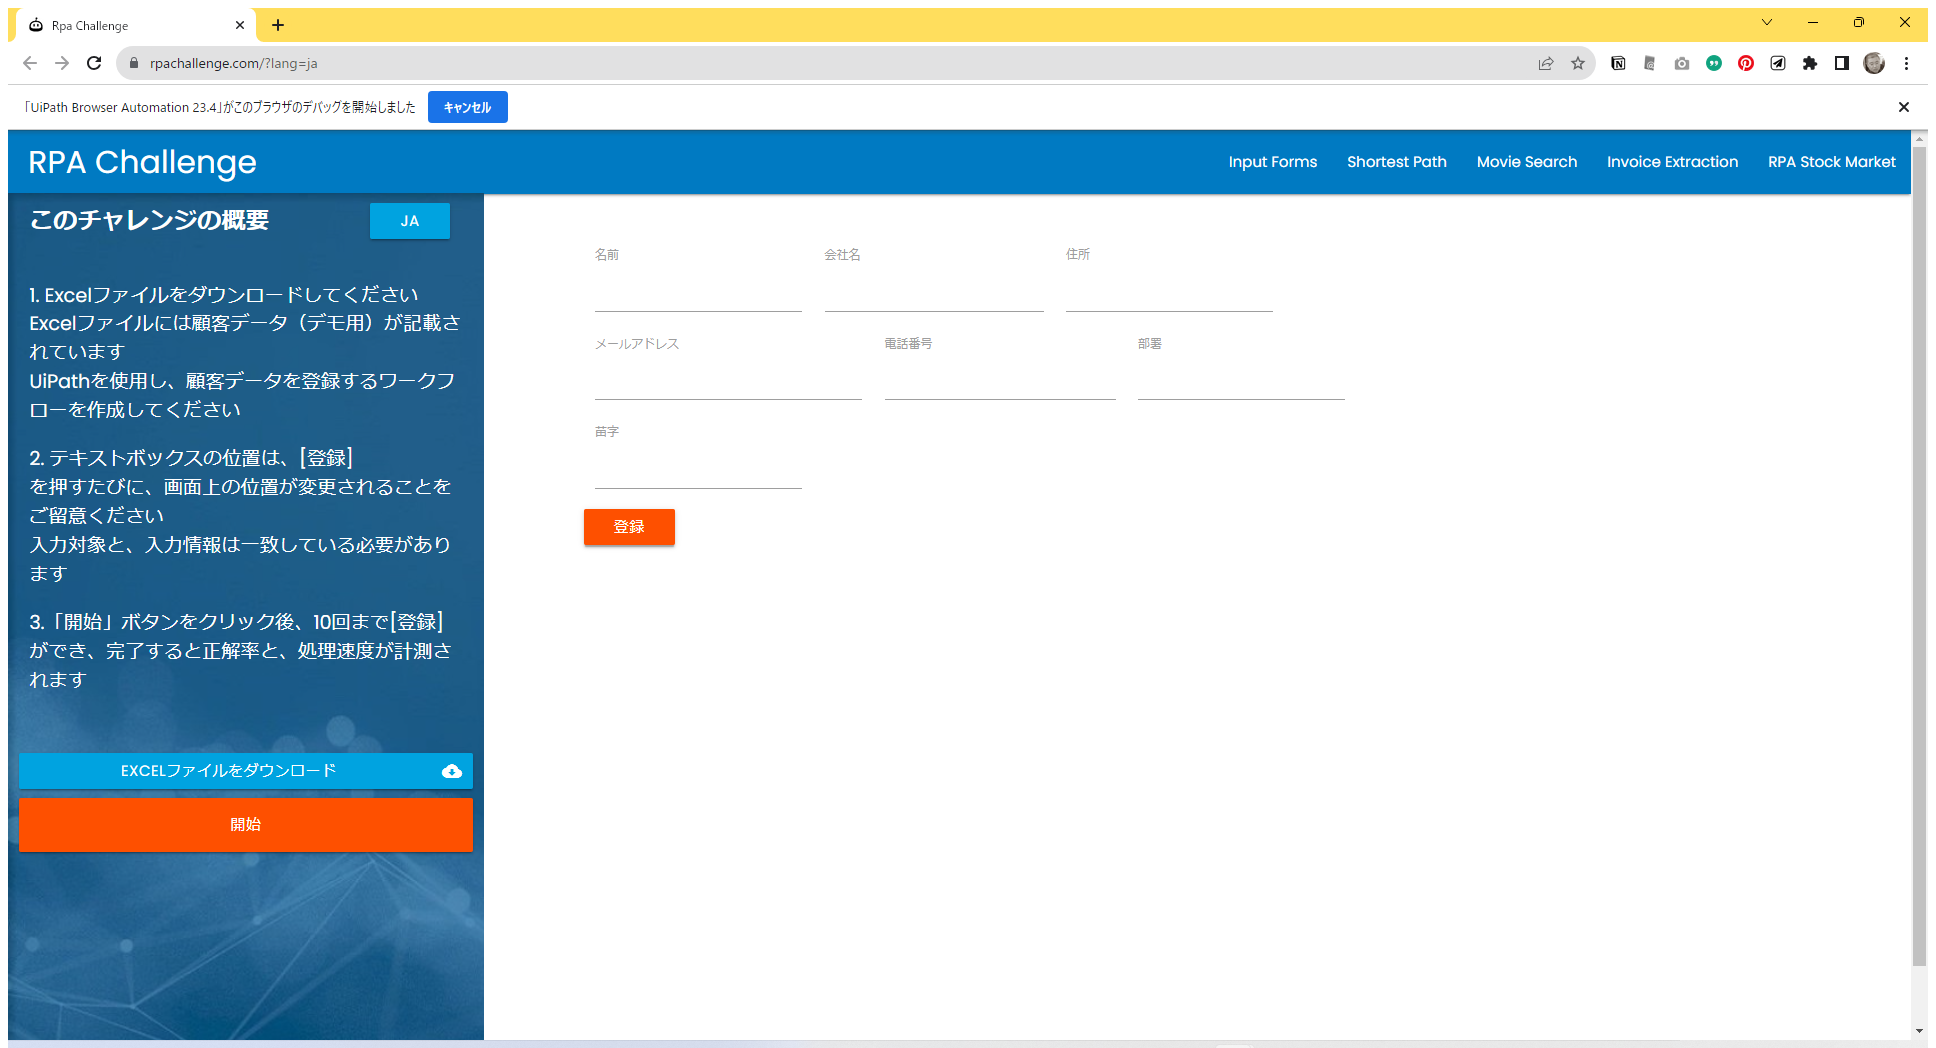 Rpa Challenge
rpachallenge.com/?lang=ja
「UiPath Browser Automation 23.4」がこのブラウザのデバッグを開始しました
キャンセル
RPA Challenge
Input Forms
Shortest Path
Movie Search
Invoice Extraction
RPA Stock Market
このチャレンジの概要
JA
1. Excelファイルをダウンロードしてください
Excelファイルには顧客データ（デモ用）が記載さ
れています
UiPathを使用し、顧客データを登録するワークフ
ローを作成してください
2. テキストボックスの位置は、[登録]
を押すたびに、画面上の位置が変更されることを
ご留意ください
入力対象と、入力情報は一致している必要があり
ます
3.「開始」ボタンをクリック後、10回まで[登録]
ができ、完了すると正解率と、処理速度が計測さ
れます
EXCELファイルをダウンロード
開始
名前
会社名
住所
メールアドレス
電話番号
部署
苗字
登録